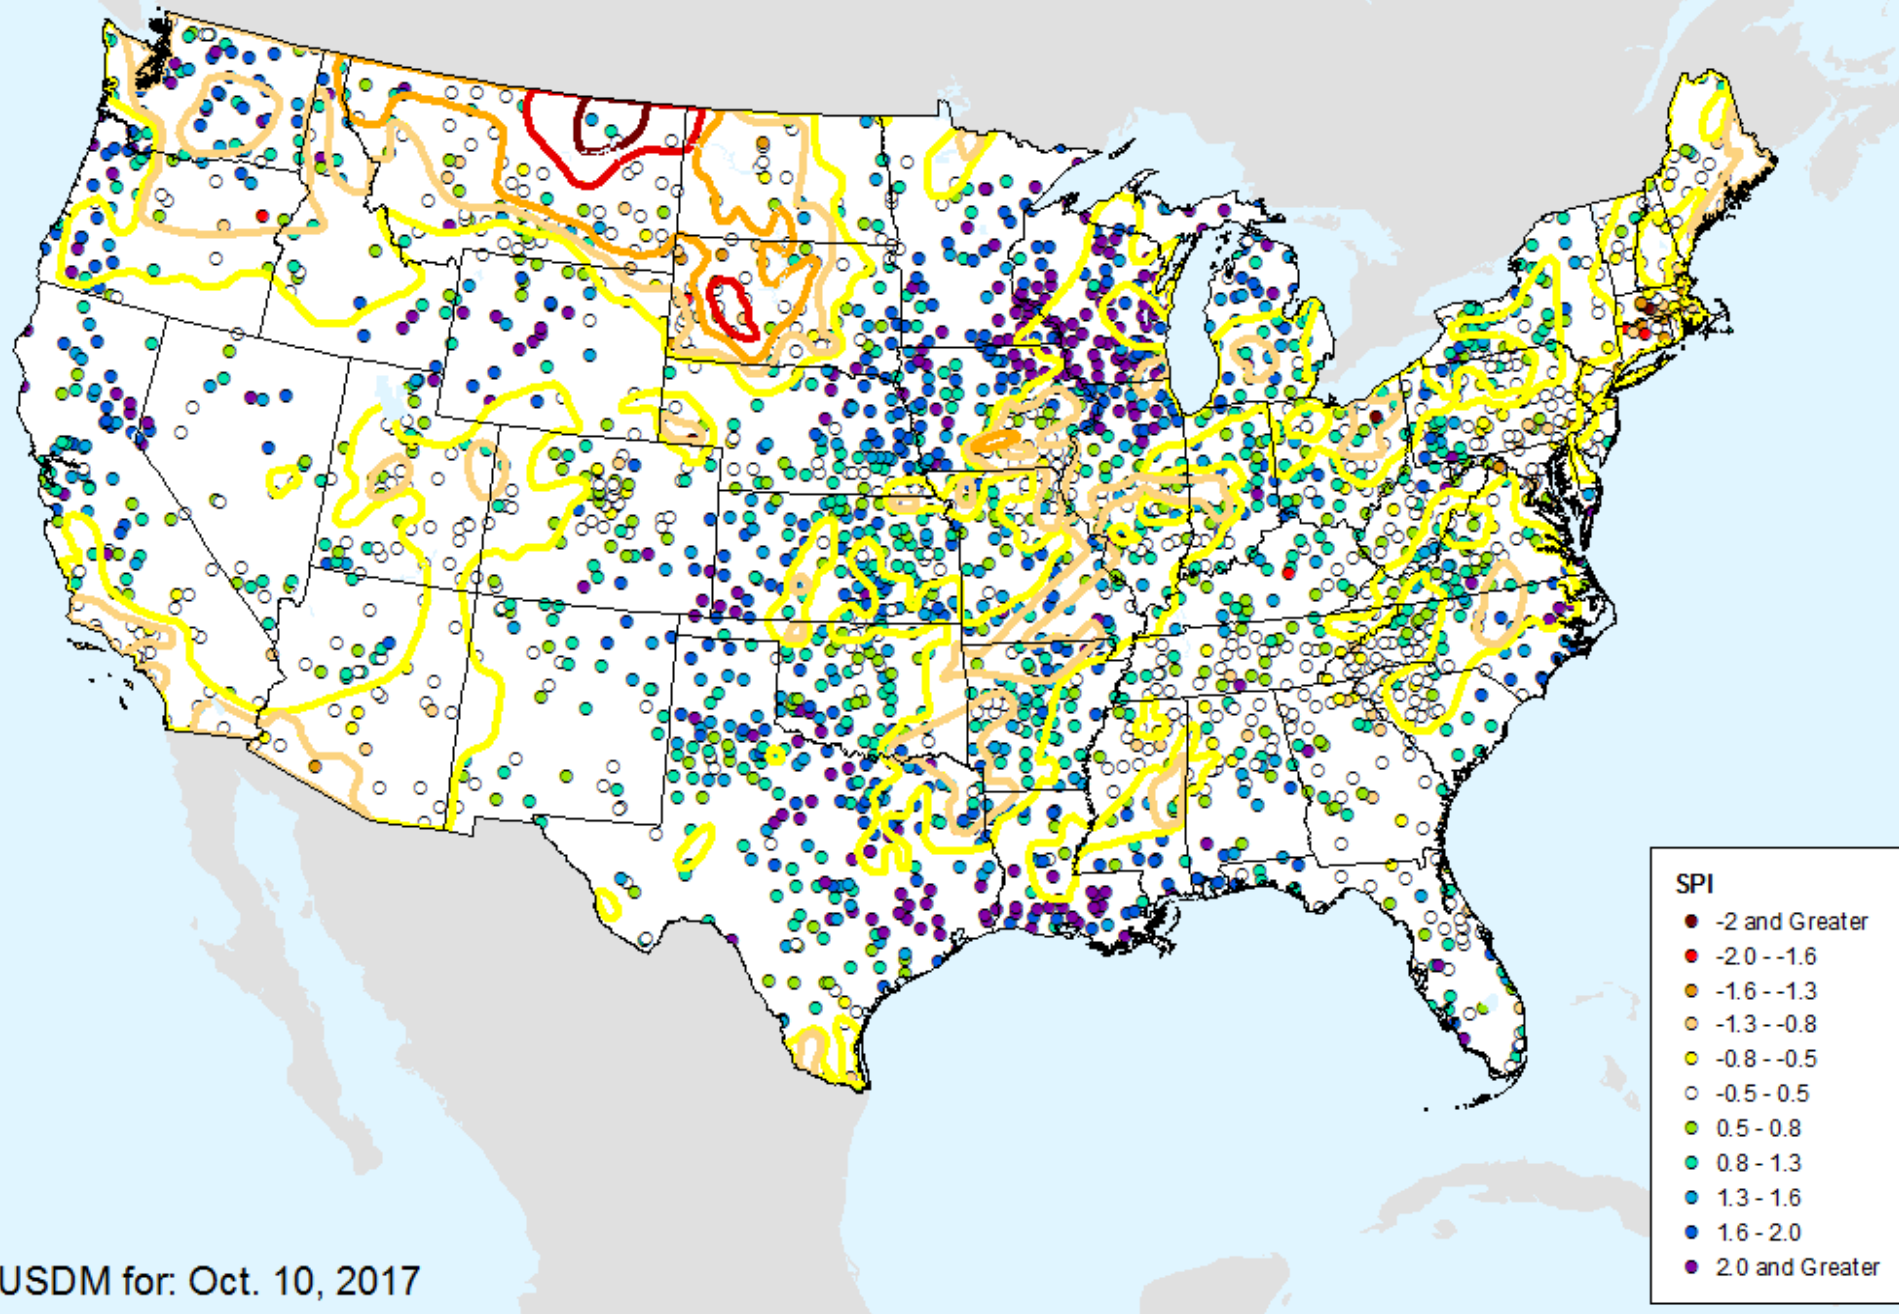 SPI
-2 and Greater
-2.0 - -1.6
-1.6 - -1.3
-1.3 - -0.8
-0.8 - -0.5
-0.5 - 0.5
0.5 - 0.8
0.8 - 1.3
1.3 - 1.6
1.6 - 2.0
2.0 and Greater
USDM for: Oct. 10, 2017